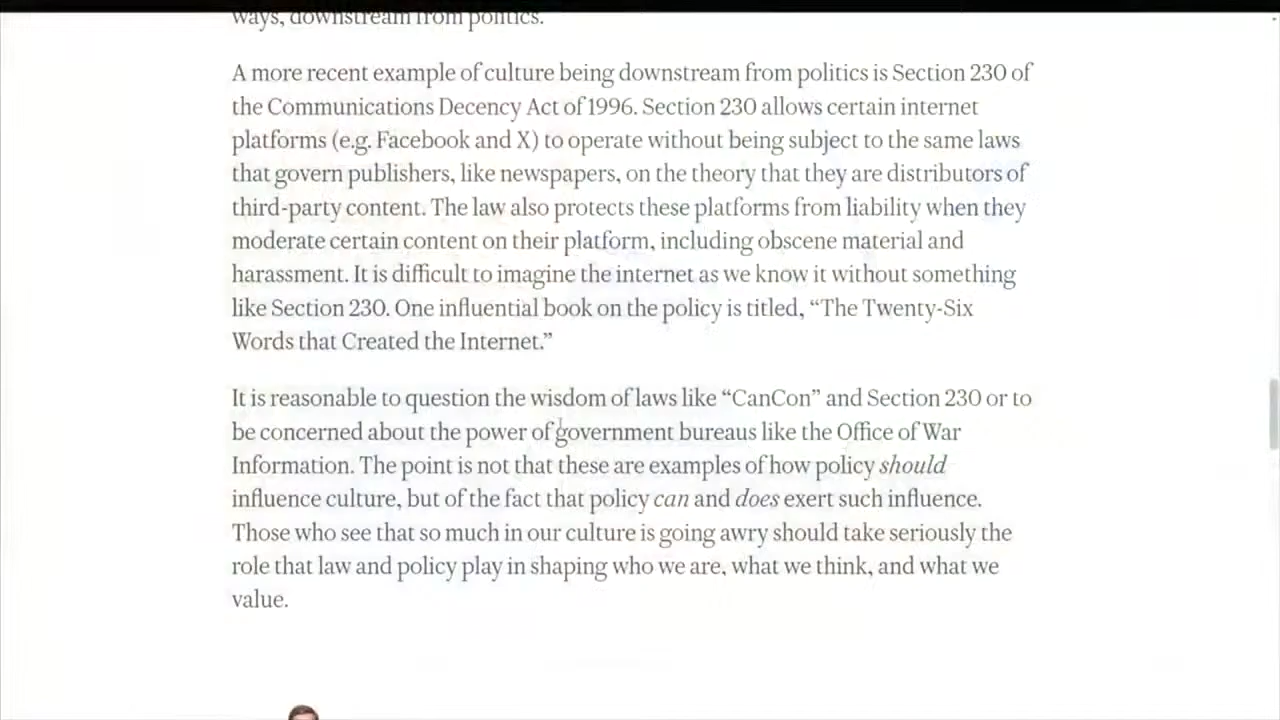 ways, downstream from politics.
A more recent example of culture being downstream from politics is Section 230 of
the Communications Decency Act of 1996. Section 230 allows certain internet
platforms (e.g. Facebook and X) to operate without being subject to the same laws
that govern publishers, like newspapers, on the theory that they are distributors of
third-party content. The law also protects these platforms from liability when they
moderate certain content on their platform, including obscene material and
harassment. It is difficult to imagine the internet as we know it without something
like Section 230. One influential book on the policy is titled, “The Twenty-Six
Words that Created the Internet.”
It is reasonable to question the wisdom of laws like “CanCon” and Section 230 or to
be concerned about the power of government bureaus like the Office of War
Information. The point is not that these are examples of how policy should
influence culture, but of the fact that policy can and does exert such influence.
Those who see that so much in our culture is going awry should take seriously the
role that law and policy play in shaping who we are, what we think, and what we
value.